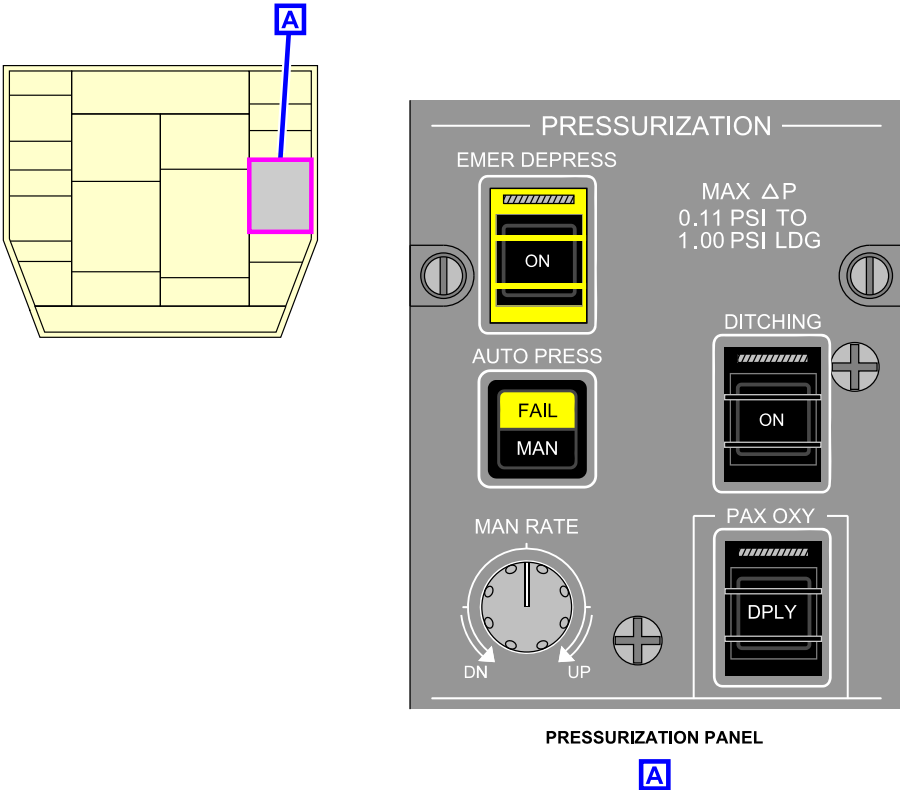 A
PRESSURIZATION
EMER DEPRESS
ON
MAX △P
0.11 PSI TO
1.00 PSI LDG
DITCHING
ON
AUTO PRESS
FAIL
MAN
MAN RATE
DN
UP
PAX OXY
DPLY
PRESSURIZATION PANEL
A